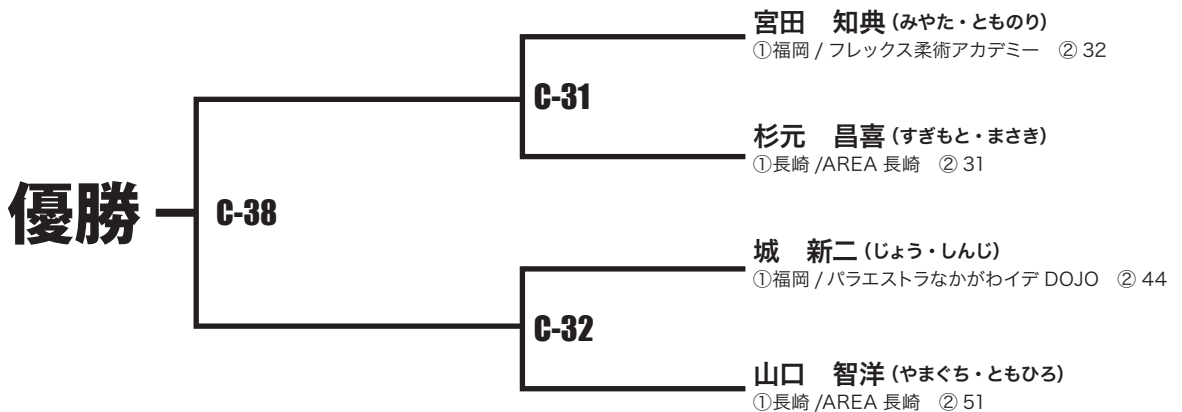 宮田　知典 (みやた・とものり)
①福岡 / フレックス柔術アカデミー　② 32
C-31
杉元　昌喜 (すぎもと・まさき)
①長崎 /AREA 長崎　② 31
優勝
C-38
城　新二 (じょう・しんじ)
①福岡 / パラエストラなかがわイデ DOJO　② 44
C-32
山口　智洋 (やまぐち・ともひろ)
①長崎 /AREA 長崎　② 51